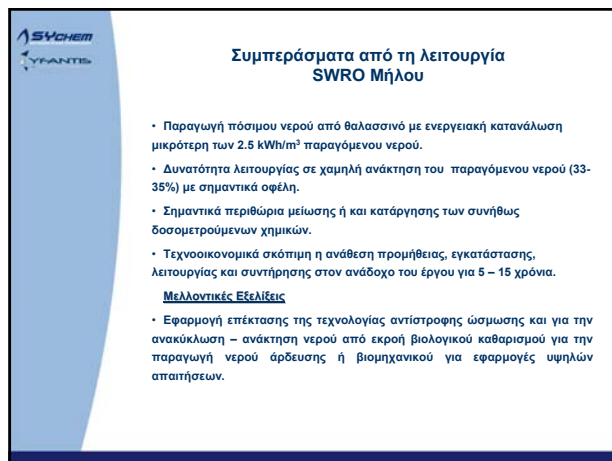 SYCHEM
YFANTIS
Συμπεράσματα από τη λειτουργία
SWRO Μήλου
• Παραγωγή πόσιμου νερού από θαλασσινό με ενεργειακή κατανάλωση
μικρότερη των 2.5 kWh/m³ παραγόμενου νερού.
• Δυνατότητα λειτουργίας σε χαμηλή ανάκτηση του παραγόμενου νερού (33-
35%) με σημαντικά οφέλη.
• Σημαντικά περιθώρια μείωσης ή και κατάργησης των συνήθως
δοσομετρούμενων χημικών.
• Τεχνοοικονομικά σκόπιμη η ανάθεση προμήθειας, εγκατάστασης,
λειτουργίας και συντήρησης στον ανάδοχο του έργου για 5 – 15 χρόνια.
Μελλοντικές Εξελίξεις
• Εφαρμογή επέκτασης της τεχνολογίας αντίστροφης ώσμωσης και για την
ανακύκλωση – ανάκτηση νερού από εκροή βιολογικού καθαρισμού για την
παραγωγή νερού άρδευσης ή βιομηχανικού για εφαρμογές υψηλών
απαιτήσεων.